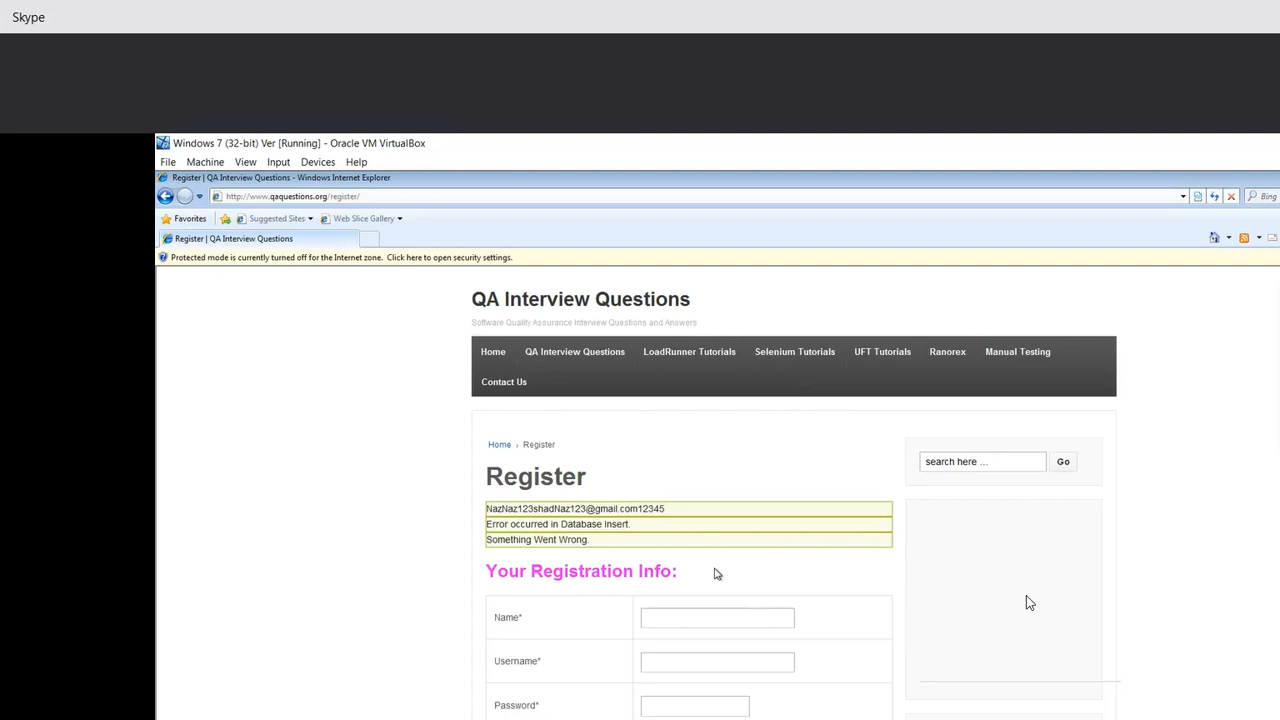 Skype
Windows 7 (32-bit) Ver [Running] - Oracle VM VirtualBox
File Machine View Input Devices Help
Register | QA Interview Questions - Windows Internet Explorer
http://www.qaquestions.org/register/
Bing
Favorites Suggested Sites Web Slice Gallery
Register | QA Interview Questions
Protected mode is currently turned off for the Internet zone. Click here to open security settings.
QA Interview Questions
Software Quality Assurance Interview Questions and Answers
Home QA Interview Questions LoadRunner Tutorials Selenium Tutorials UFT Tutorials Ranorex Manual Testing
Contact Us
Home › Register
search here ... Go
Register
NazNaz123shadNaz123@gmail.com12345
Error occurred in Database Insert.
Something Went Wrong.
Your Registration Info:
Name*
Username*
Password*